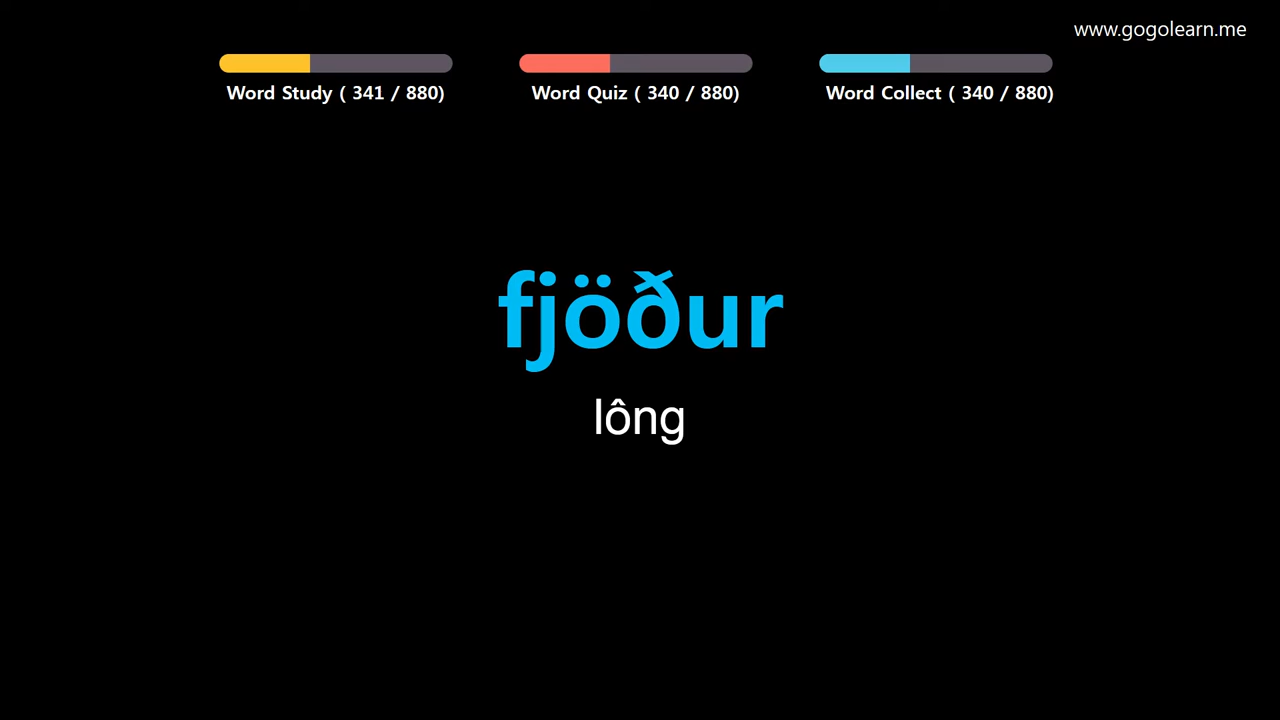 www.gogolearn.me
Word Study ( 341 / 880)
Word Quiz ( 340 / 880)
Word Collect ( 340 / 880)
fjöður
lông